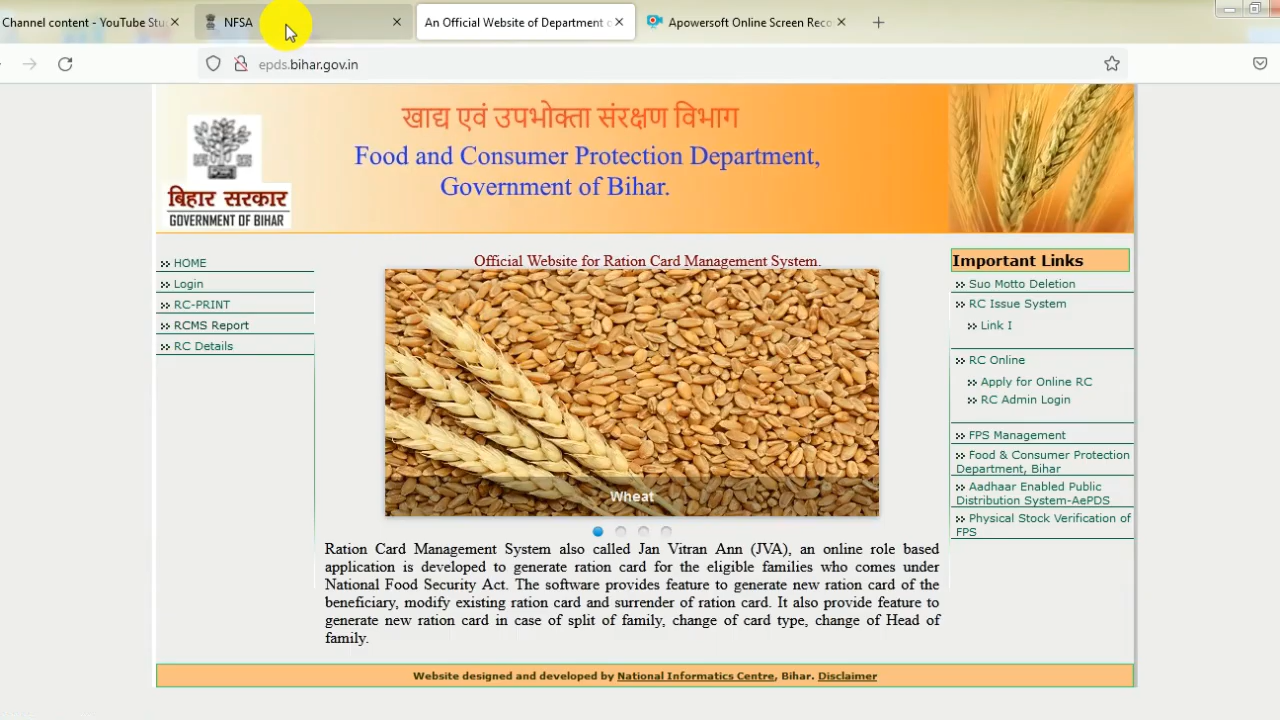 Channel content - YouTube Stu
NFSA
An Official Website of Department o
Apowersoft Online Screen Reco
epds.bihar.gov.in
खाद्य एवं उपभोक्ता संरक्षण विभाग
Food and Consumer Protection Department,
Government of Bihar.
बिहार सरकार
GOVERNMENT OF BIHAR
HOME
Login
RC-PRINT
RCMS Report
RC Details
Official Website for Ration Card Management System.
Wheat
Ration Card Management System also called Jan Vitran Ann (JVA), an online role based
application is developed to generate ration card for the eligible families who comes under
National Food Security Act. The software provides feature to generate new ration card of the
beneficiary, modify existing ration card and surrender of ration card. It also provide feature to
generate new ration card in case of split of family, change of card type, change of Head of
family.
Important Links
Suo Motto Deletion
RC Issue System
Link I
RC Online
Apply for Online RC
RC Admin Login
FPS Management
Food & Consumer Protection
Department, Bihar
Aadhaar Enabled Public
Distribution System-AePDS
Physical Stock Verification of
FPS
Website designed and developed by National Informatics Centre, Bihar. Disclaimer